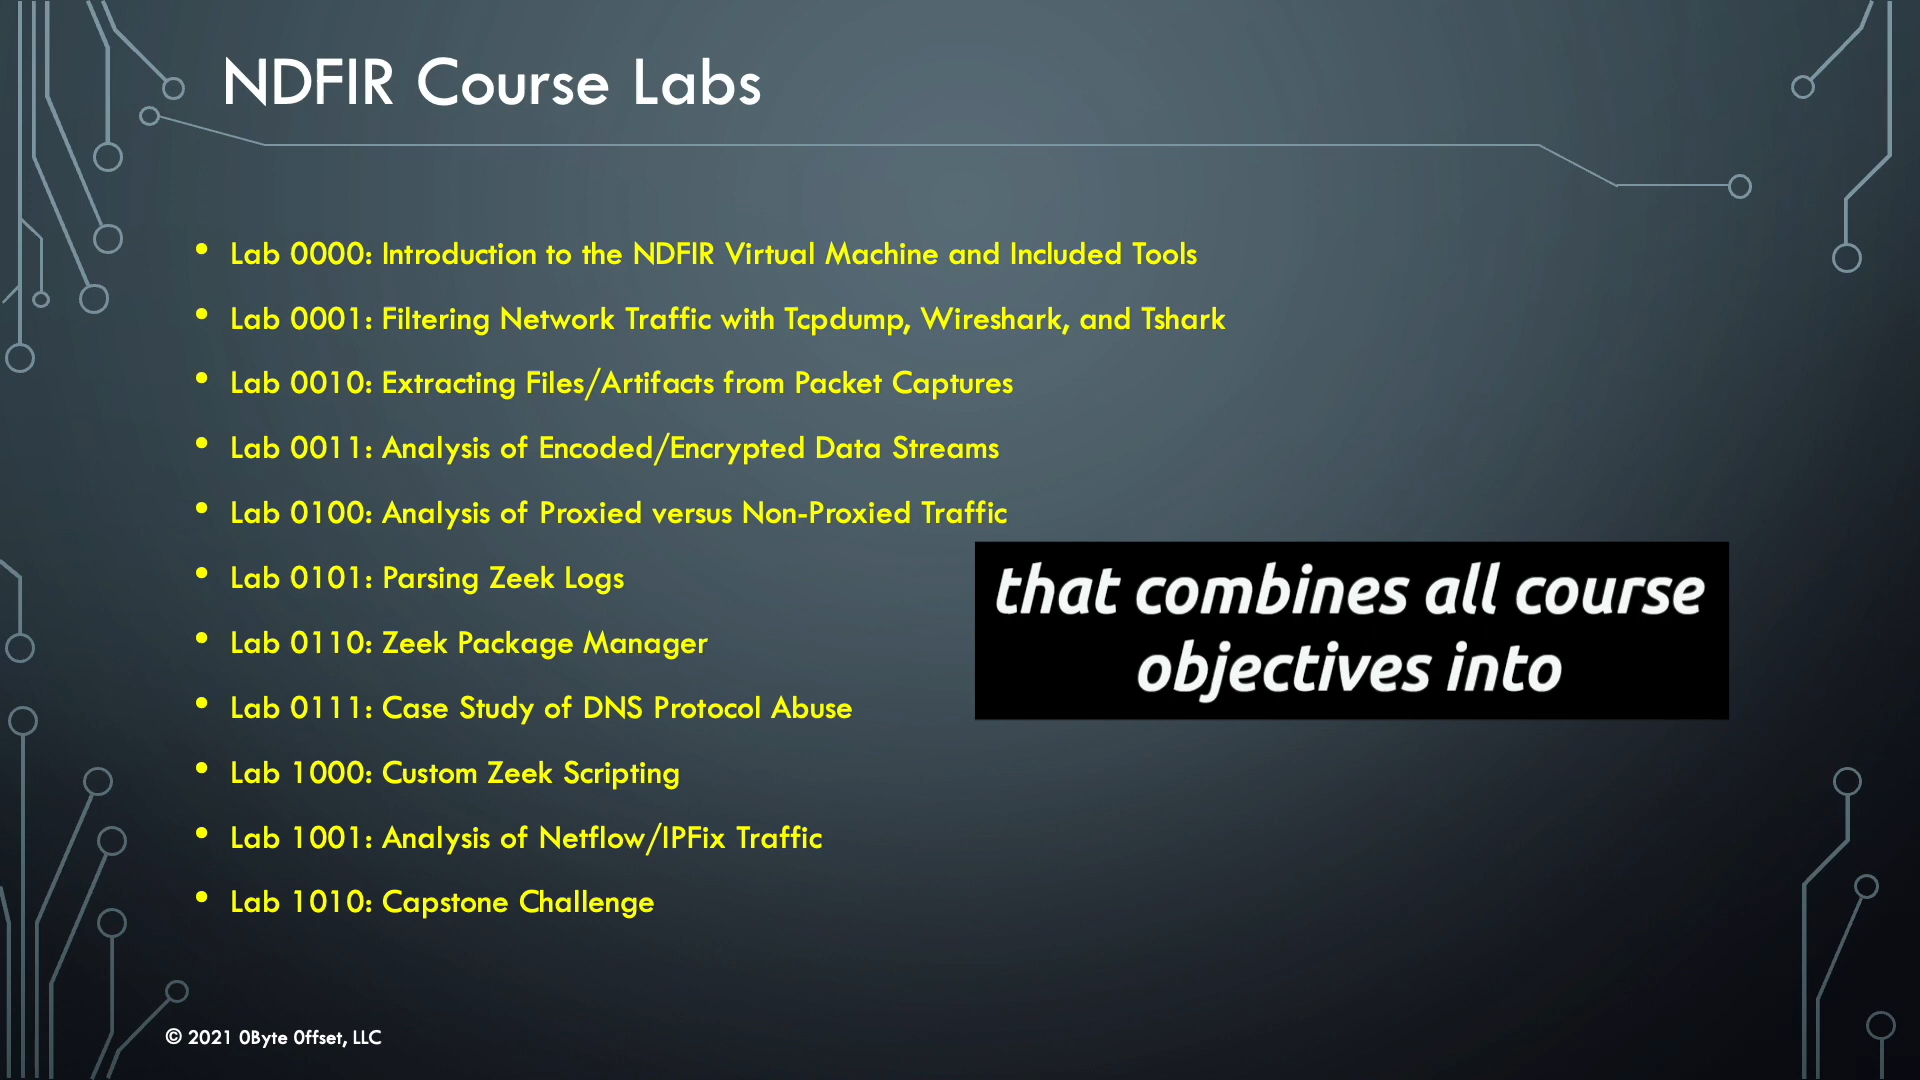 NDFIR Course Labs
• Lab 0000: Introduction to the NDFIR Virtual Machine and Included Tools
• Lab 0001: Filtering Network Traffic with Tcpdump, Wireshark, and Tshark
• Lab 0010: Extracting Files/Artifacts from Packet Captures
• Lab 0011: Analysis of Encoded/Encrypted Data Streams
• Lab 0100: Analysis of Proxied versus Non-Proxied Traffic
• Lab 0101: Parsing Zeek Logs
• Lab 0110: Zeek Package Manager
• Lab 0111: Case Study of DNS Protocol Abuse
• Lab 1000: Custom Zeek Scripting
• Lab 1001: Analysis of Netflow/IPFix Traffic
• Lab 1010: Capstone Challenge
that combines all course
objectives into
© 2021 0Byte 0ffset, LLC